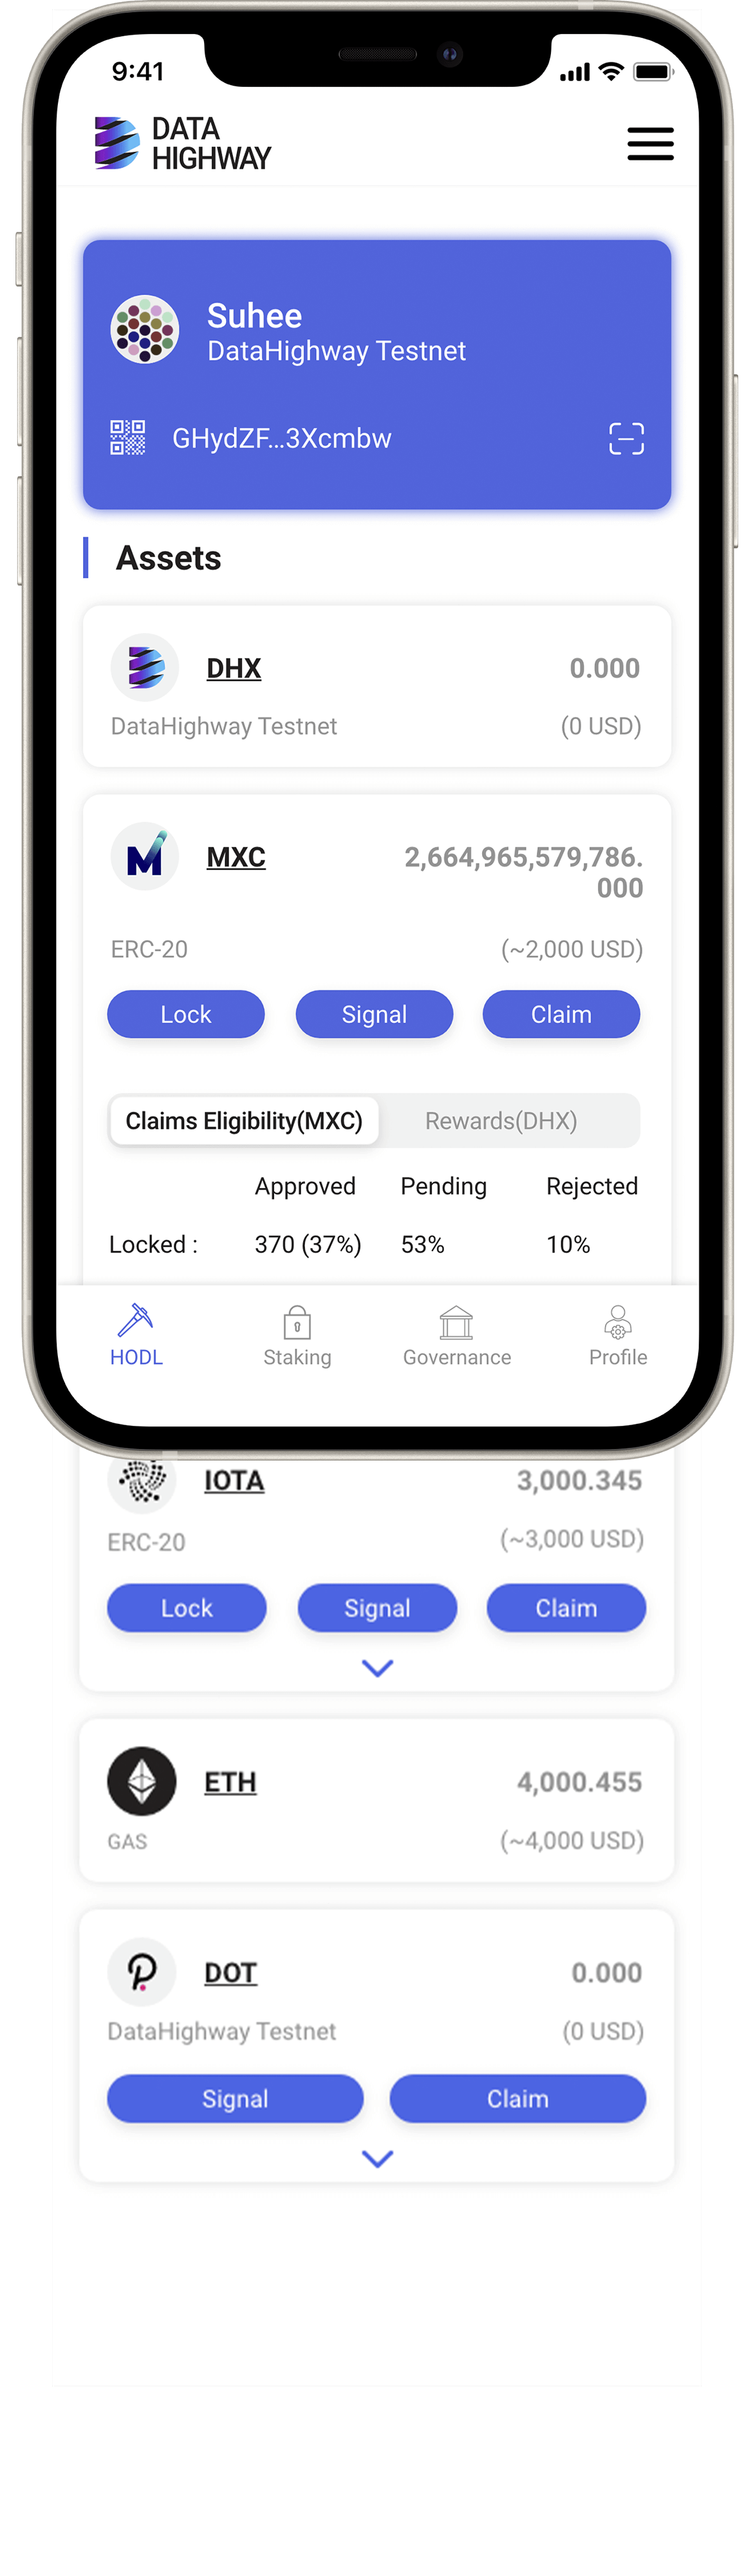 9:41
DATA
HIGHWAY
Suhee
DataHighway Testnet
GHydZF...3Xcmbw
Assets
DHX 0.000
DataHighway Testnet (0 USD)
MXC 2,664,965,579,786.
000
ERC-20 (~2,000 USD)
Lock Signal Claim
Claims Eligibility(MXC) Rewards(DHX)
Approved Pending Rejected
Locked : 370 (37%) 53% 10%
HODL Staking Governance Profile
IOTA 3,000.345
ERC-20 (~3,000 USD)
Lock Signal Claim
ETH 4,000.455
GAS (~4,000 USD)
DOT 0.000
DataHighway Testnet (0 USD)
Signal Claim